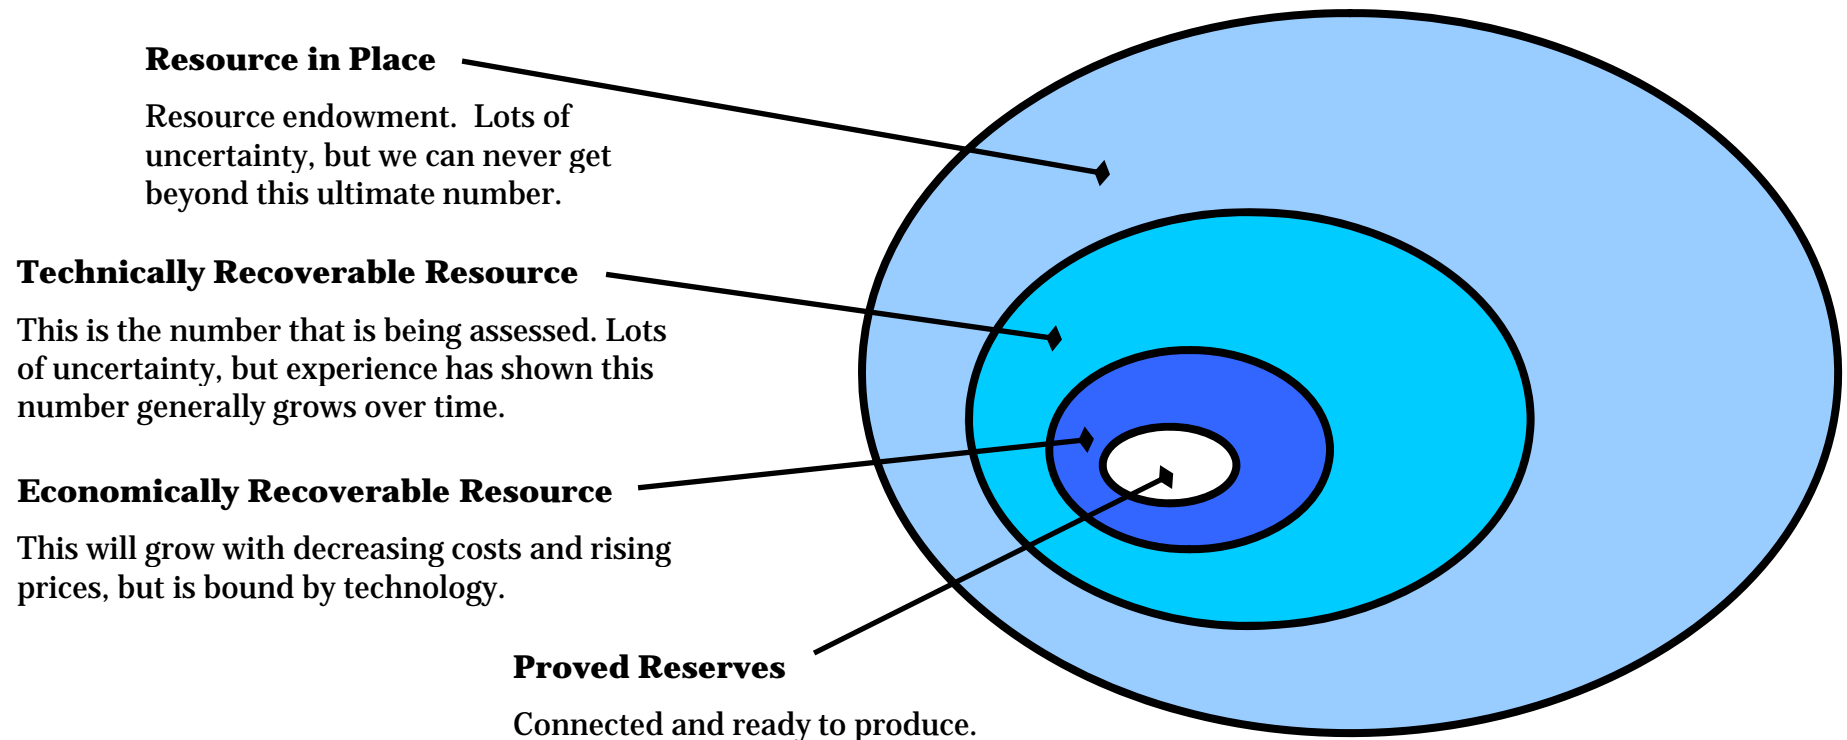 Resource in Place
Resource endowment.  Lots of
uncertainty, but we can never get
beyond this ultimate number.
Technically Recoverable Resource
This is the number that is being assessed. Lots
of uncertainty, but experience has shown this
number generally grows over time.
Economically Recoverable Resource
This will grow with decreasing costs and rising
prices, but is bound by technology.
Proved Reserves
Connected and ready to produce.